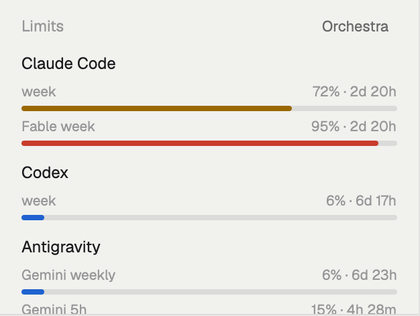 Limits Orchestra
Claude Code
week 72% · 2d 20h
Fable week 95% · 2d 20h
Codex
week 6% · 6d 17h
Antigravity
Gemini weekly 6% · 6d 23h
Gemini 5h 15% · 4h 28m